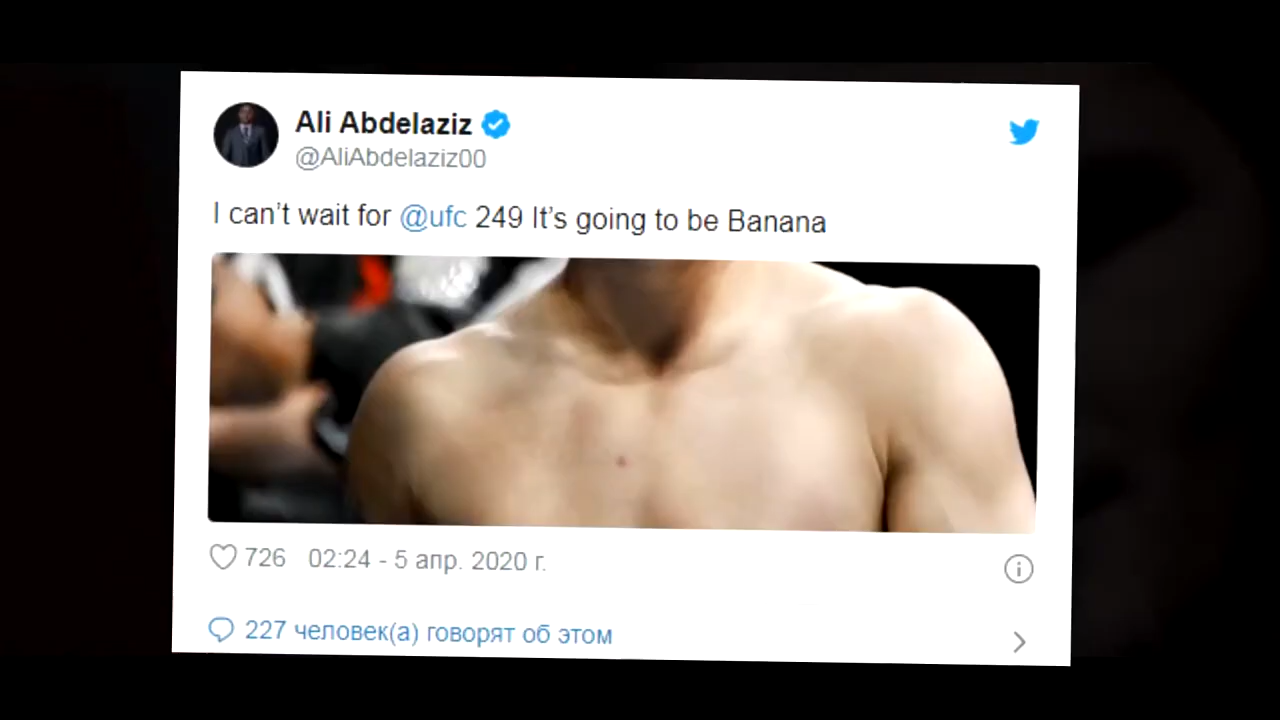 Ali Abdelaziz
@AliAbdelaziz00
I can't wait for @ufc 249 It's going to be Banana
726 02:24 - 5 апр. 2020 г.
227 человек(а) говорят об этом